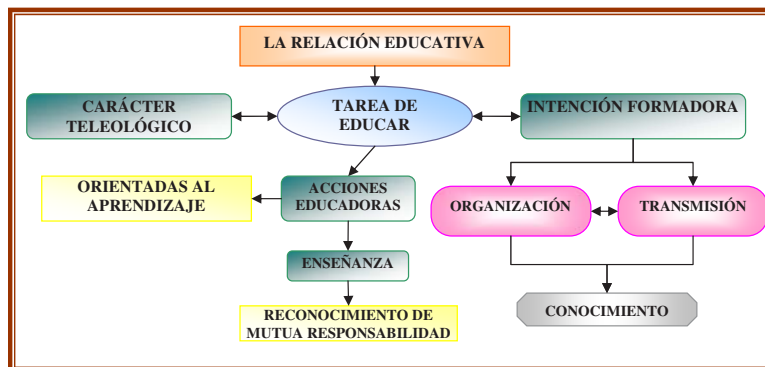 LA RELACIÓN EDUCATIVA
CARÁCTER
TELEOLÓGICO
TAREA DE
EDUCAR
INTENCIÓN FORMADORA
ORIENTADAS AL
APRENDIZAJE
ACCIONES
EDUCADORAS
ORGANIZACIÓN
TRANSMISIÓN
ENSEÑANZA
RECONOCIMIENTO DE
MUTUA RESPONSABILIDAD
CONOCIMIENTO